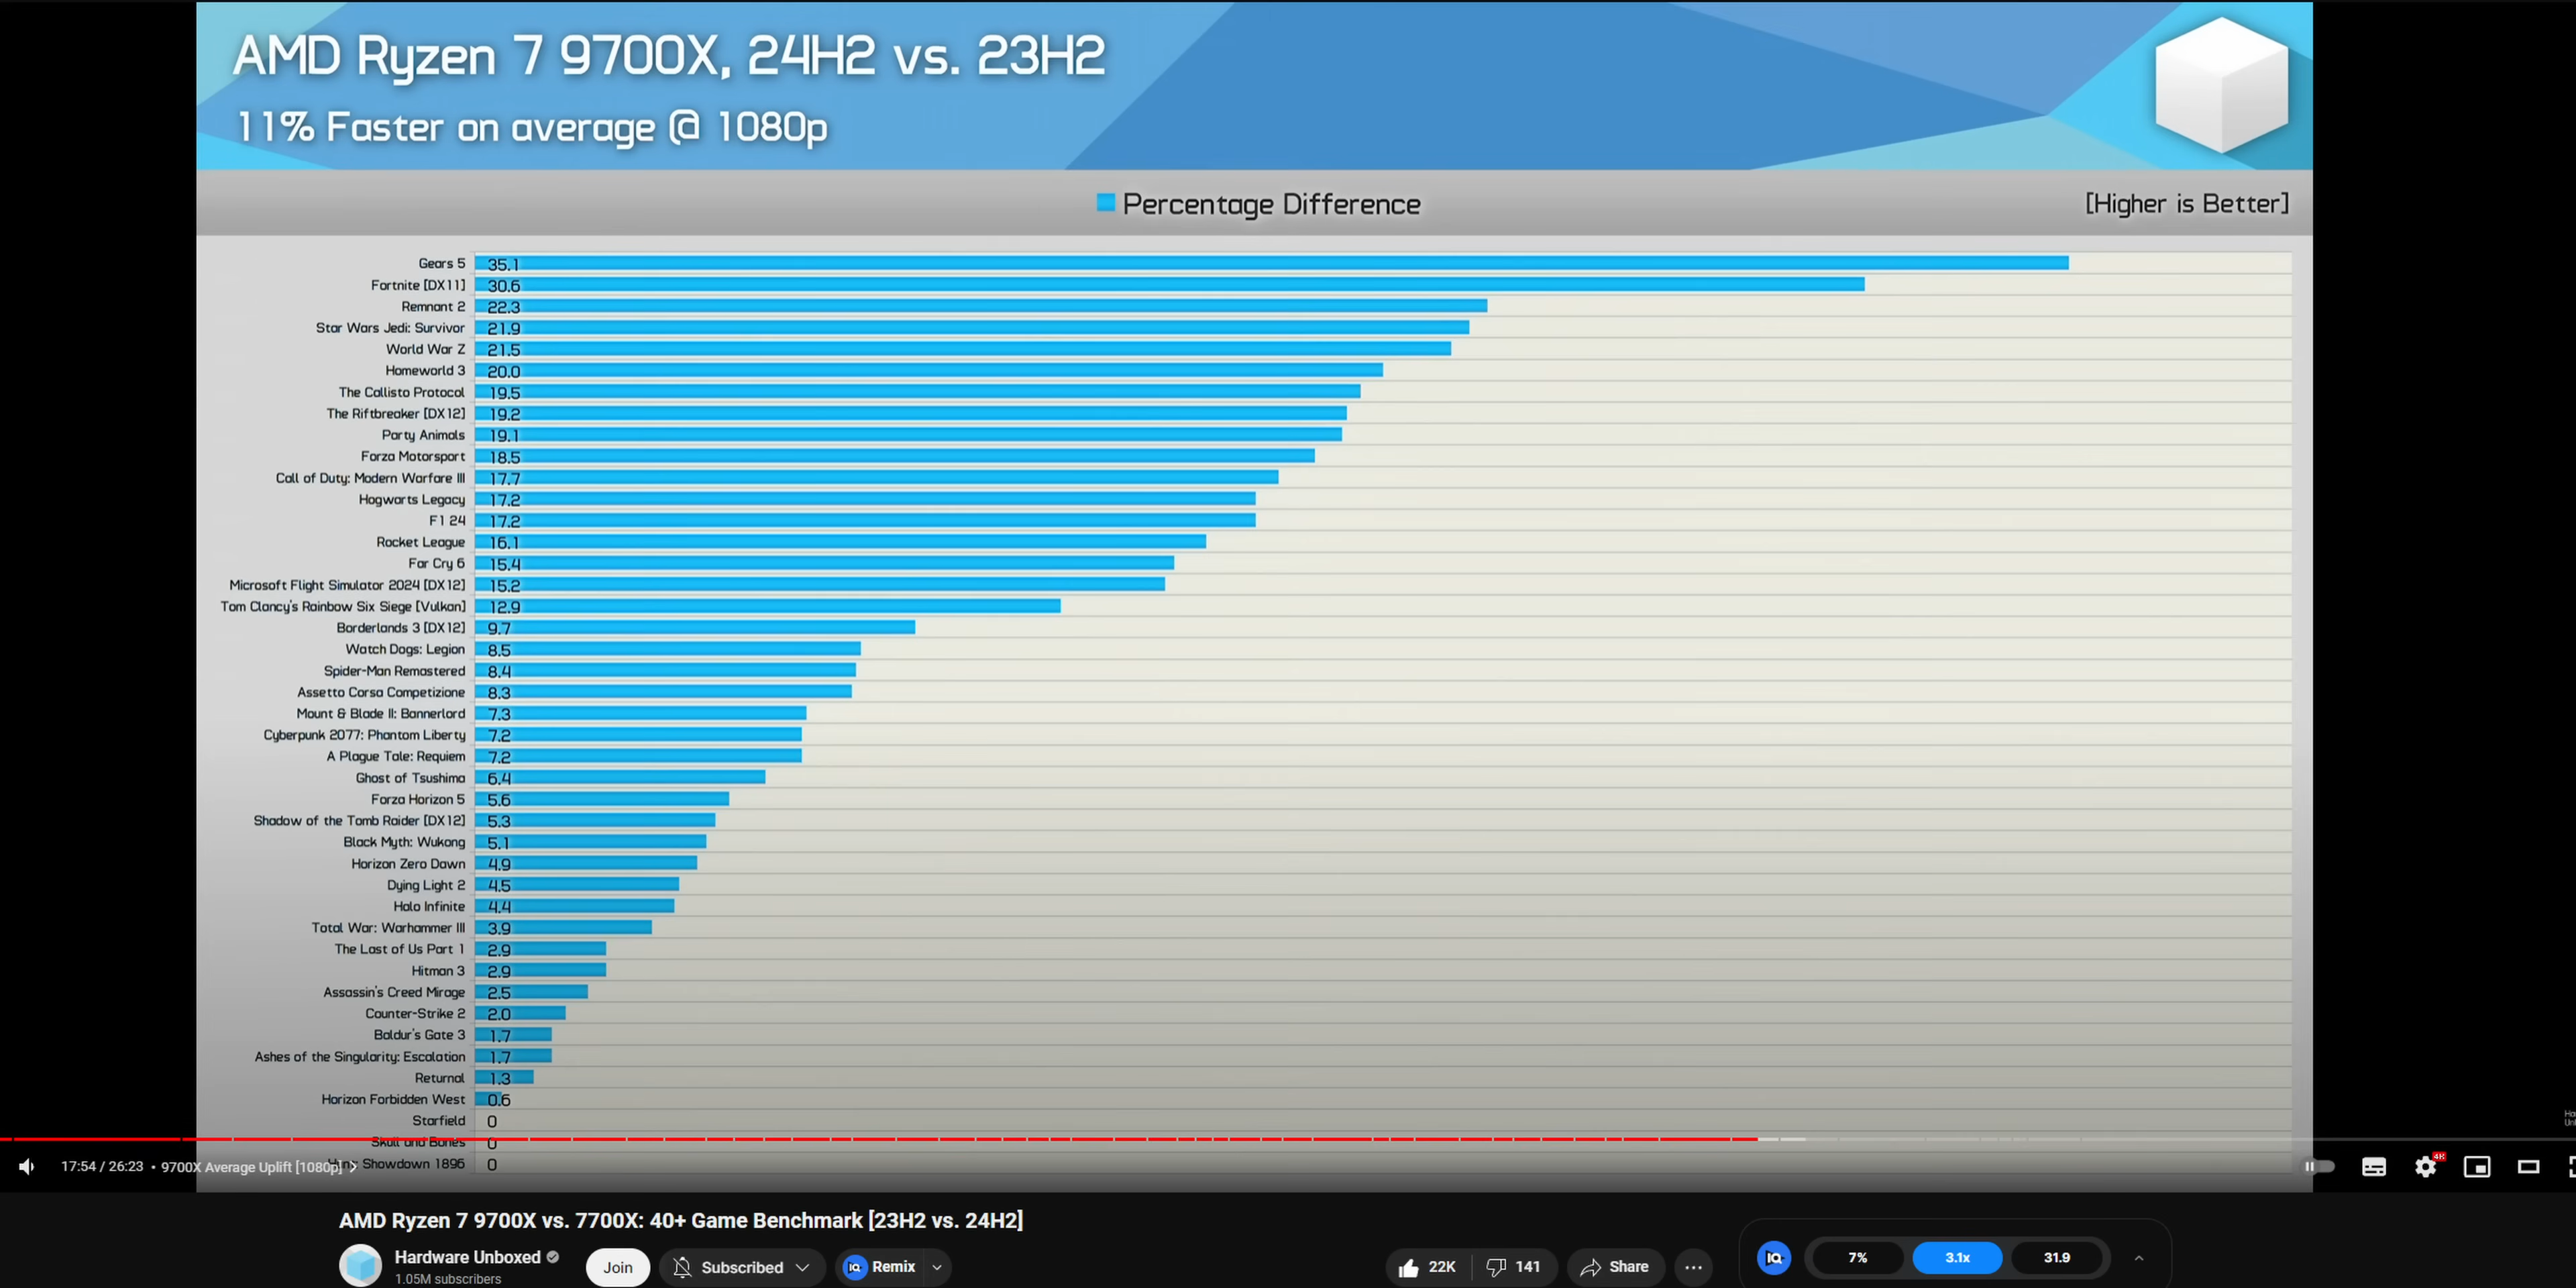 AMD Ryzen 7 9700X, 24H2 vs. 23H2
11% Faster on average @ 1080p
Percentage Difference
[Higher is Better]
Gears 5 35.1
Fortnite [DX11] 30.6
Remnant 2 22.3
Star Wars Jedi: Survivor 21.9
World War Z 21.5
Homeworld 3 20.0
The Callisto Protocol 19.5
The Riftbreaker [DX12] 19.2
Party Animals 19.1
Forza Motorsport 18.5
Call of Duty: Modern Warfare III 17.7
Hogwarts Legacy 17.2
F1 24 17.2
Rocket League 16.1
Far Cry 6 15.4
Microsoft Flight Simulator 2024 [DX12] 15.2
Tom Clancy's Rainbow Six Siege [Vulkan] 12.9
Borderlands 3 [DX12] 9.7
Watch Dogs: Legion 8.5
Spider-Man Remastered 8.4
Assetto Corsa Competizione 8.3
Mount & Blade II: Bannerlord 7.3
Cyberpunk 2077: Phantom Liberty 7.2
A Plague Tale: Requiem 7.2
Ghost of Tsushima 6.4
Forza Horizon 5 5.6
Shadow of the Tomb Raider [DX12] 5.3
Black Myth: Wukong 5.1
Horizon Zero Dawn 4.9
Dying Light 2 4.5
Halo Infinite 4.4
Total War: Warhammer III 3.9
The Last of Us Part 1 2.9
Hitman 3 2.9
Assassin's Creed Mirage 2.5
Counter-Strike 2 2.0
Baldur's Gate 3 1.7
Ashes of the Singularity: Escalation 1.7
Returnal 1.3
Horizon Forbidden West 0.6
Starfield 0
Skull and Bones 0
Showdown 1896 0
17:54 / 26:23 • 9700X Average Uplift [1080p] >
4K
AMD Ryzen 7 9700X vs. 7700X: 40+ Game Benchmark [23H2 vs. 24H2]
Hardware Unboxed
1.05M subscribers
Join
Subscribed
IQ Remix
22K
141
Share
IQ
7%
3.1x
31.9